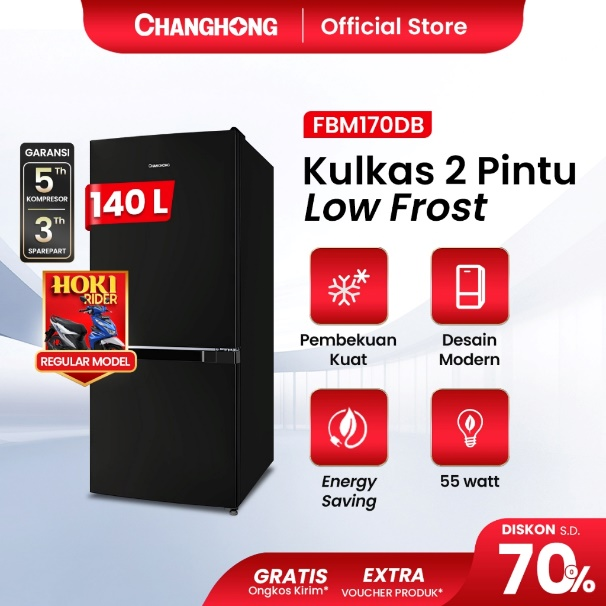 CHANGHONG
Official Store
FBM170DB
Kulkas 2 Pintu
Low Frost
GARANSI
5Th
KOMPRESOR
3Th
SPAREPART
CHANGHONG
140 L
HOKI
RIDER
REGULAR MODEL
Pembekuan
Kuat
Desain
Modern
Energy
Saving
55 watt
DISKON S.D.
70%
GRATIS
Ongkos Kirim*
EXTRA
VOUCHER PRODUK*